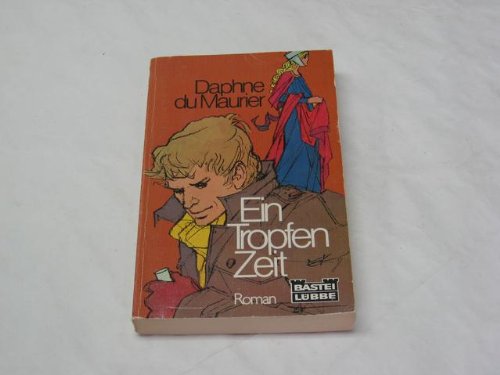 Daphne
du Maurier
Ein
Tropfen
Zeit
Roman
BASTEI
LÜBBE